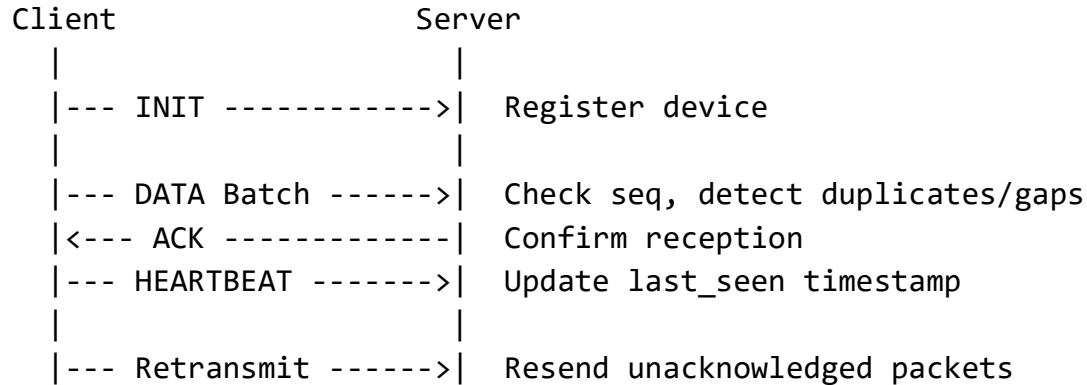 Client                Server
  |                     |
  |--- INIT ----------->|  Register device
  |                     |
  |--- DATA Batch ------>|  Check seq, detect duplicates/gaps
  |<--- ACK -------------|  Confirm reception
  |--- HEARTBEAT ------->|  Update last_seen timestamp
  |                     |
  |--- Retransmit ------>|  Resend unacknowledged packets